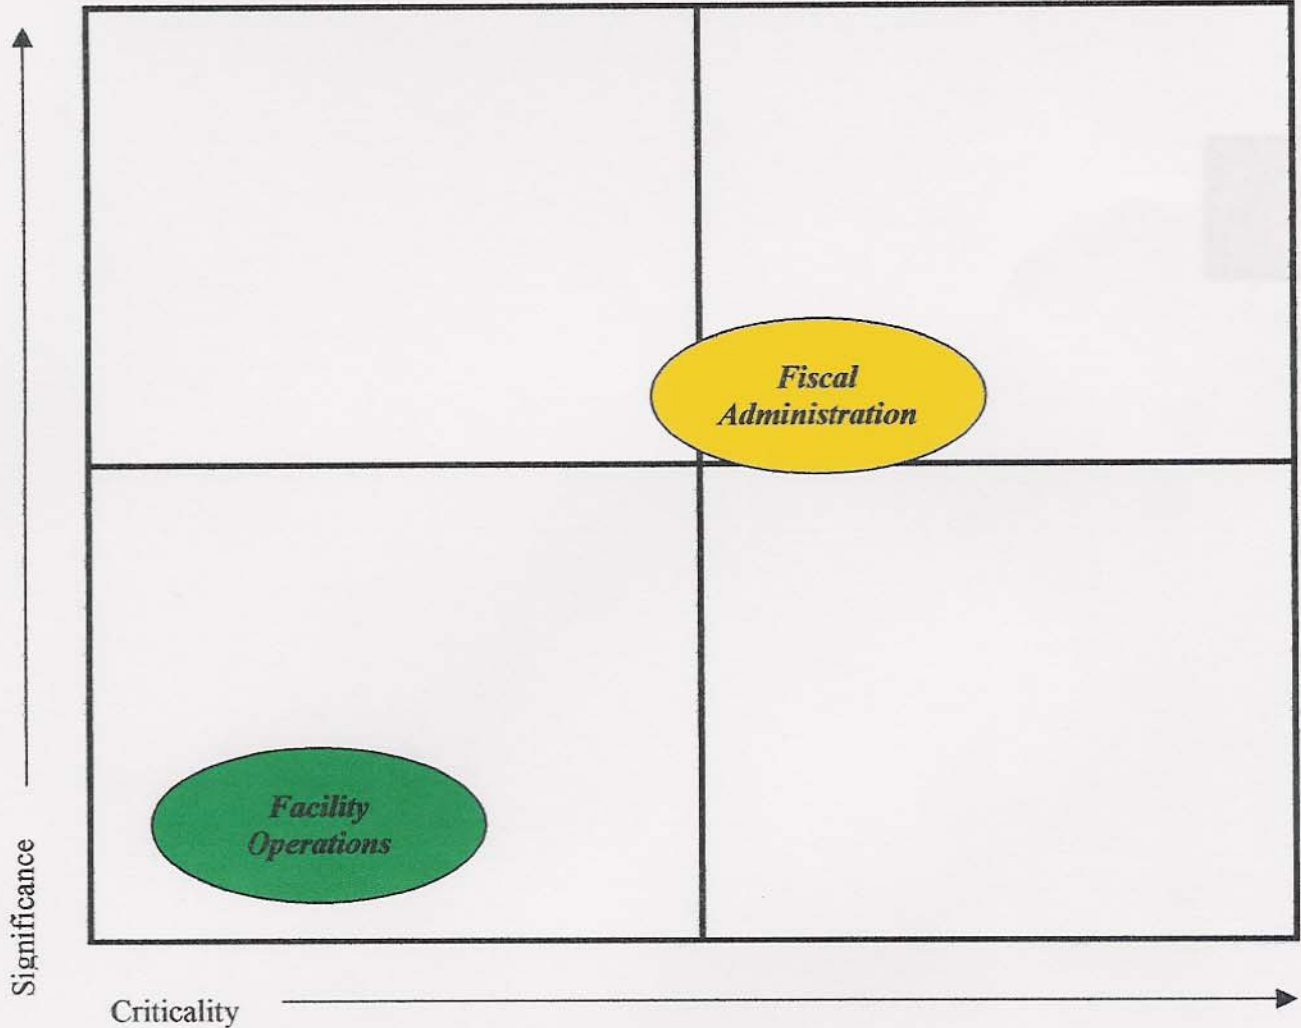 Fiscal
Administration
Facility
Operations
Significance
Criticality